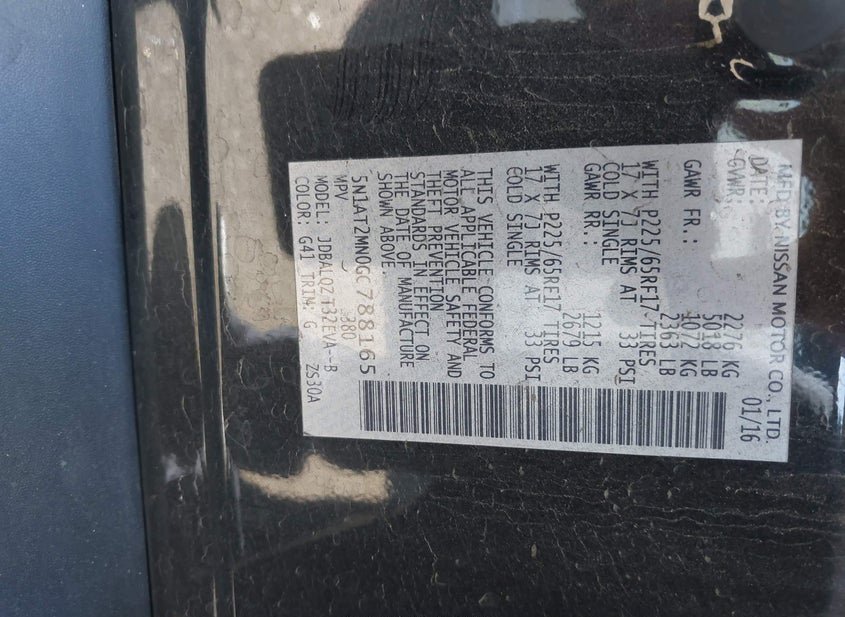 MFD BY NISSAN MOTOR CO., LTD.
DATE: 01/16
GVWR: 2276 KG
5018 LB
GAWR FR.: 1072 KG
2363 LB
WITH P225/65RF17 TIRES
17 X 7J RIMS AT 33 PSI
COLD SINGLE
GAWR RR.: 1215 KG
2679 LB
WITH P225/65RF17 TIRES
17 X 7J RIMS AT 33 PSI
COLD SINGLE
THIS VEHICLE CONFORMS TO
ALL APPLICABLE FEDERAL
MOTOR VEHICLE SAFETY AND
THEFT PREVENTION
STANDARDS IN EFFECT ON
THE DATE OF MANUFACTURE
SHOWN ABOVE.
5N1AT2MN0GC788165
MPV 380
MODEL: JDBALQZT32EVA--B
COLOR: G41 TRIM: G ZS30A